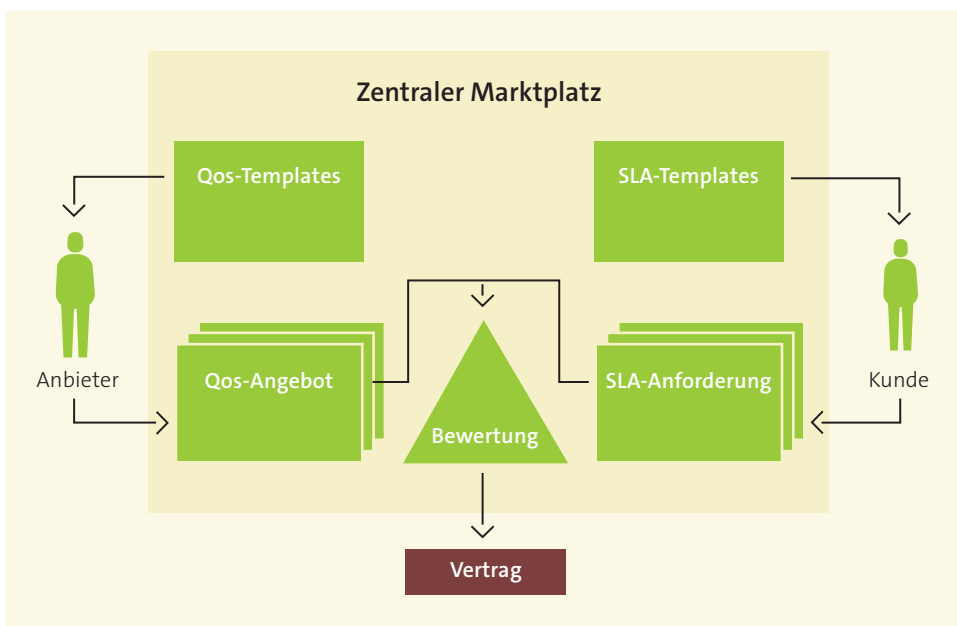 Zentraler Marktplatz
Qos-Templates
SLA-Templates
Anbieter
Qos-Angebot
Bewertung
SLA-Anforderung
Kunde
Vertrag